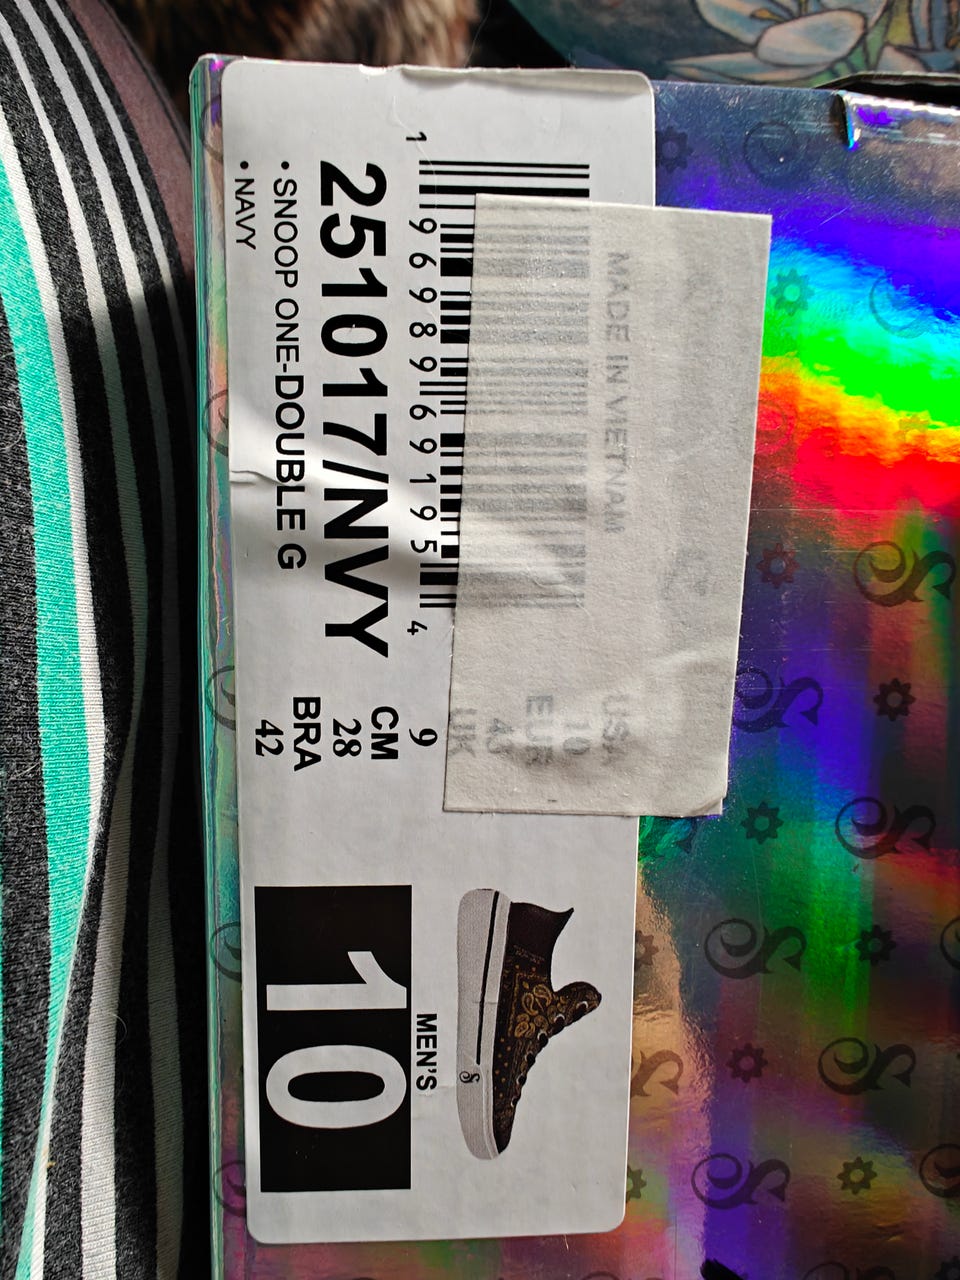 MADE IN VIETNAM
1 96989 69195 4
251017/NVY
• SNOOP ONE-DOUBLE G
• NAVY
USA
10
EUR
43
UK
9
CM
28
BRA
42
MEN'S
10